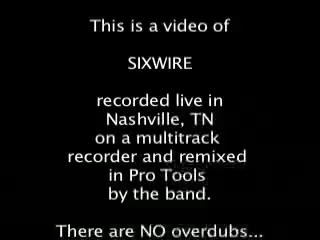 This is a video of
SIXWIRE
recorded live in
Nashville, TN
on a multitrack
recorder and remixed
in Pro Tools
by the band.
There are NO overdubs...